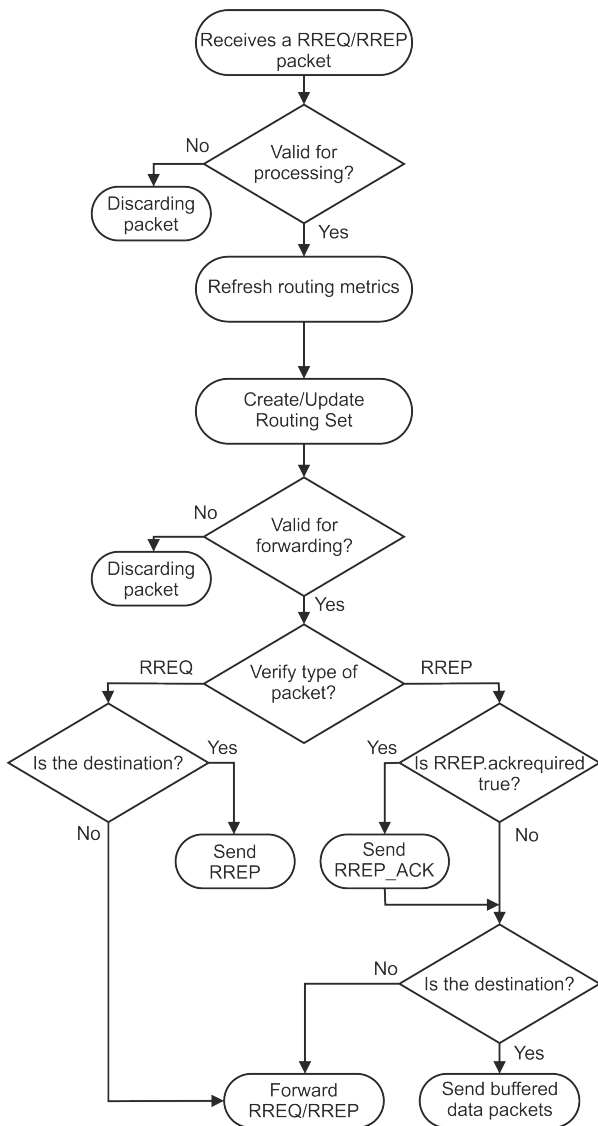 Receives a RREQ/RREP
packet
No
Valid for
processing?
Discarding
packet
Yes
Refresh routing metrics
Create/Update
Routing Set
No
Valid for
forwarding?
Discarding
packet
Yes
RREQ
Verify type of
packet?
RREP
Is the destination?
Yes
Yes
Is RREP.ackrequired
true?
No
Send
RREP
Send
RREP_ACK
No
No
Is the destination?
Yes
Forward
RREQ/RREP
Send buffered
data packets